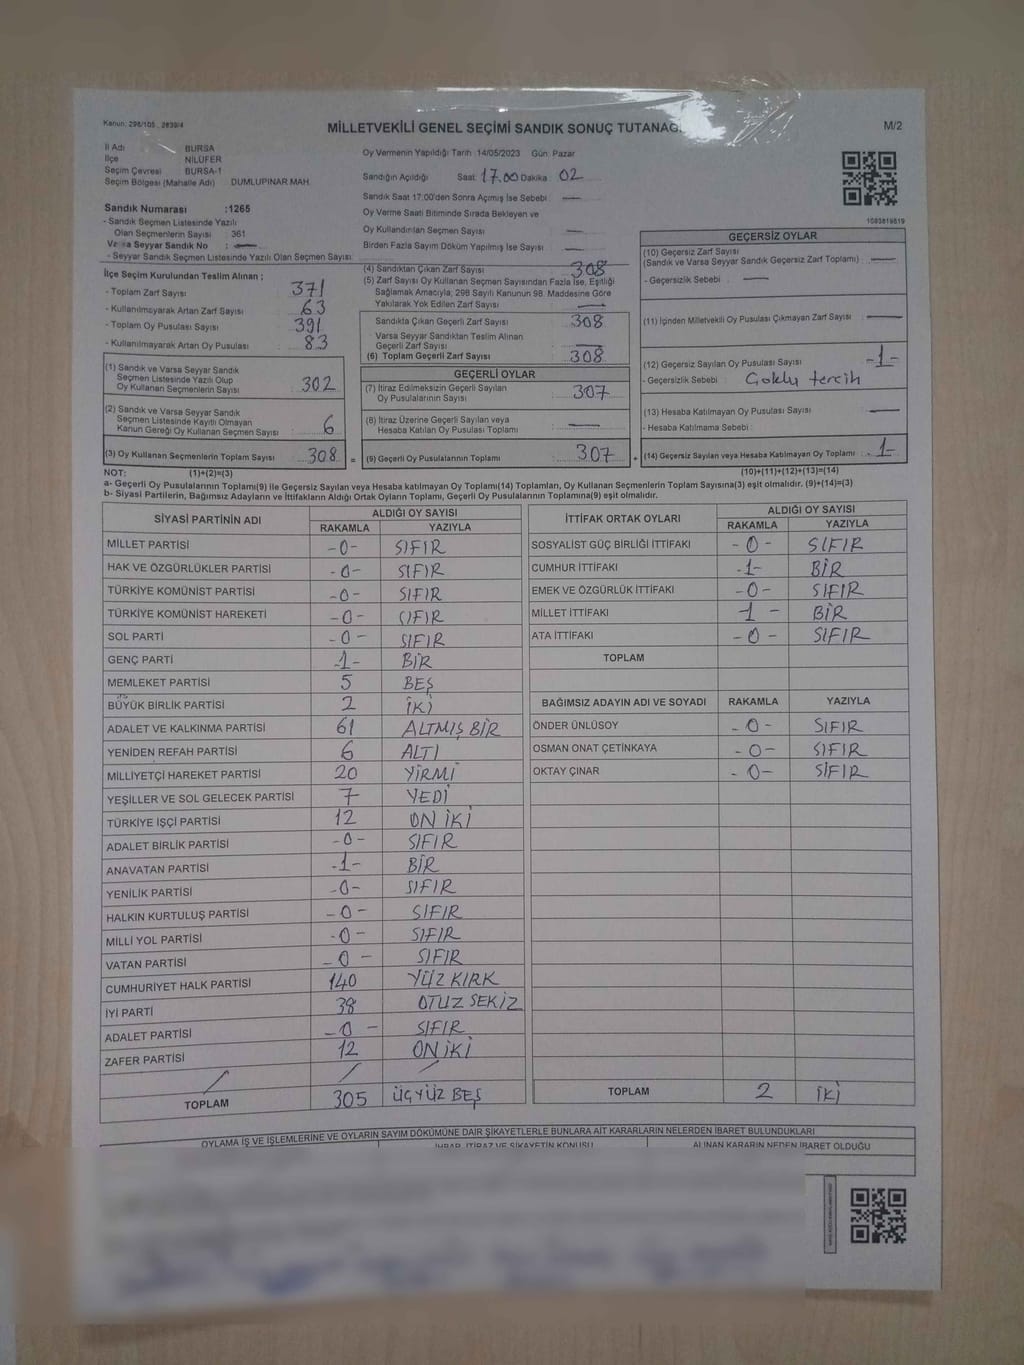 Kanun: 298/105 , 2839/4
MİLLETVEKİLİ GENEL SEÇİMİ SANDIK SONUÇ TUTANAĞI
M/2
İl Adı : BURSA
İlçe : NİLÜFER
Seçim Çevresi : BURSA-1
Seçim Bölgesi (Mahalle Adı) DUMLUPINAR MAH.
Sandık Numarası :1265
- Sandık Seçmen Listesinde Yazılı
Olan Seçmenlerin Sayısı : 361
Varsa Seyyar Sandık No : —
- Seyyar Sandık Seçmen Listesinde Yazılı Olan Seçmen Sayısı:
Oy Vermenin Yapıldığı Tarih :14/05/2023 Gün: Pazar
Sandığın Açıldığı Saat: 17.00 Dakika 02
Sandık Saat 17:00'den Sonra Açımış İse Sebebi : —
Oy Verme Saati Bitiminde Sırada Bekleyen ve
Oy Kullandırılan Seçmen Sayısı : —
Birden Fazla Sayım Döküm Yapılmış İse Sayısı : —
1093819819
İlçe Seçim Kurulundan Teslim Alınan ;
- Toplam Zarf Sayısı : 371
- Kullanılmayarak Artan Zarf Sayısı : 63
- Toplam Oy Pusulası Sayısı : 391
- Kullanılmayarak Artan Oy Pusulası : 83
(1) Sandık ve Varsa Seyyar Sandık
Seçmen Listesinde Yazılı Olup
Oy Kullanan Seçmenlerin Sayısı : 302
(2) Sandık ve Varsa Seyyar Sandık
Seçmen Listesinde Kayıtlı Olmayan
Kanun Gereği Oy Kullanan Seçmen Sayısı : 6
(3) Oy Kullanan Seçmenlerin Toplam Sayısı : 308
(4) Sandıktan Çıkan Zarf Sayısı : 308
(5) Zarf Sayısı Oy Kullanan Seçmen Sayısından Fazla İse, Eşitliği
Sağlamak Amacıyla, 298 Sayılı Kanunun 98. Maddesine Göre
Yakılarak Yok Edilen Zarf Sayısı : —
Sandıkta Çıkan Geçerli Zarf Sayısı : 308
Varsa Seyyar Sandıktan Teslim Alınan
Geçerli Zarf Sayısı : —
(6) Toplam Geçerli Zarf Sayısı : 308
GEÇERLİ OYLAR
(7) İtiraz Edilmeksizin Geçerli Sayılan
Oy Pusulalarının Sayısı : 307
(8) İtiraz Üzerine Geçerli Sayılan veya
Hesaba Katılan Oy Pusulası Toplamı : —
= (9) Geçerli Oy Pusulalarının Toplamı : 307
GEÇERSİZ OYLAR
(10) Geçersiz Zarf Sayısı
(Sandık ve Varsa Seyyar Sandık Geçersiz Zarf Toplamı) : —
- Geçersizlik Sebebi : —
(11) İçinden Milletvekili Oy Pusulası Çıkmayan Zarf Sayısı : —
(12) Geçersiz Sayılan Oy Pusulası Sayısı : -1-
- Geçersizlik Sebebi : Çoklu tercih
(13) Hesaba Katılmayan Oy Pusulası Sayısı : —
- Hesaba Katılmama Sebebi :
+ (14) Geçersiz Sayılan veya Hesaba Katılmayan Oy Toplamı : 1-
NOT: (1)+(2)=(3) (10)+(11)+(12)+(13)=(14)
a- Geçerli Oy Pusulalarının Toplamı(9) ile Geçersiz Sayılan veya Hesaba Katılmayan Oy Toplamı(14) Toplamları, Oy Kullanan Seçmenlerin Toplam Sayısına(3) eşit olmalıdır. (9)+(14)=(3)
b- Siyasi Partilerin, Bağımsız Adayların ve İttifakların Aldığı Ortak Oyların Toplamı, Geçerli Oy Pusulalarının Toplamına(9) eşit olmalıdır.
SİYASİ PARTİNİN ADI ALDIĞI OY SAYISI
RAKAMLA YAZIYLA
MİLLET PARTİSİ -0- SIFIR
HAK VE ÖZGÜRLÜKLER PARTİSİ -0- SIFIR
TÜRKİYE KOMÜNİST PARTİSİ -0- SIFIR
TÜRKİYE KOMÜNİST HAREKETİ -0- SIFIR
SOL PARTİ -0- SIFIR
GENÇ PARTİ -1- BİR
MEMLEKET PARTİSİ 5 BEŞ
BÜYÜK BİRLİK PARTİSİ 2 İKİ
ADALET VE KALKINMA PARTİSİ 61 ALTMIŞ BİR
YENİDEN REFAH PARTİSİ 6 ALTI
MİLLİYETÇİ HAREKET PARTİSİ 20 YİRMİ
YEŞİLLER VE SOL GELECEK PARTİSİ 7 YEDİ
TÜRKİYE İŞÇİ PARTİSİ 12 ON İKİ
ADALET BİRLİK PARTİSİ -0- SIFIR
ANAVATAN PARTİSİ -1- BİR
YENİLİK PARTİSİ -0- SIFIR
HALKIN KURTULUŞ PARTİSİ -0- SIFIR
MİLLİ YOL PARTİSİ -0- SIFIR
VATAN PARTİSİ -0- SIFIR
CUMHURİYET HALK PARTİSİ 140 YÜZ KIRK
İYİ PARTİ 38 OTUZ SEKİZ
ADALET PARTİSİ -0- SIFIR
ZAFER PARTİSİ 12 ON İKİ
TOPLAM 305 ÜÇYÜZ BEŞ
İTTİFAK ORTAK OYLARI ALDIĞI OY SAYISI
RAKAMLA YAZIYLA
SOSYALİST GÜÇ BİRLİĞİ İTTİFAKI -0- SIFIR
CUMHUR İTTİFAKI -1- BİR
EMEK VE ÖZGÜRLÜK İTTİFAKI -0- SIFIR
MİLLET İTTİFAKI 1- BİR
ATA İTTİFAKI -0- SIFIR
TOPLAM
BAĞIMSIZ ADAYIN ADI VE SOYADI RAKAMLA YAZIYLA
ÖNDER ÜNLÜSOY -0- SIFIR
OSMAN ONAT ÇETİNKAYA -0- SIFIR
OKTAY ÇINAR -0- SIFIR
TOPLAM 2 İKİ
OYLAMA İŞ VE İŞLEMLERİNE VE OYLARIN SAYIM DÖKÜMÜNE DAİR ŞİKAYETLERLE BUNLARA AİT KARARLARIN NELERDEN İBARET BULUNDUKLARI
İHBAR, İTİRAZ VE ŞİKAYETİN KONUSU ALINAN KARARIN NEDEN İBARET OLDUĞU